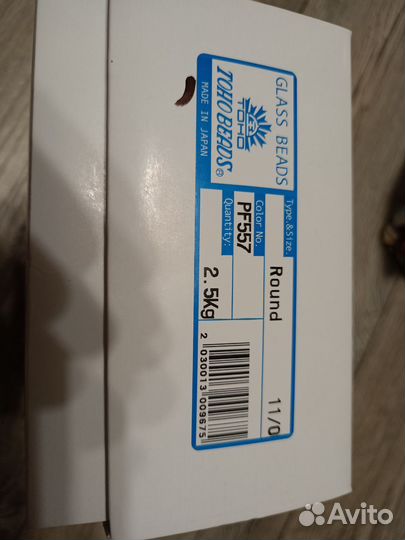 GLASS BEADS
TOHO
TOHO BEADS®
MADE IN JAPAN
Type.&Size.
Round 11/0
Color No.
PF557
Quantity:
2.5Kg
2 030013 009675
Avito